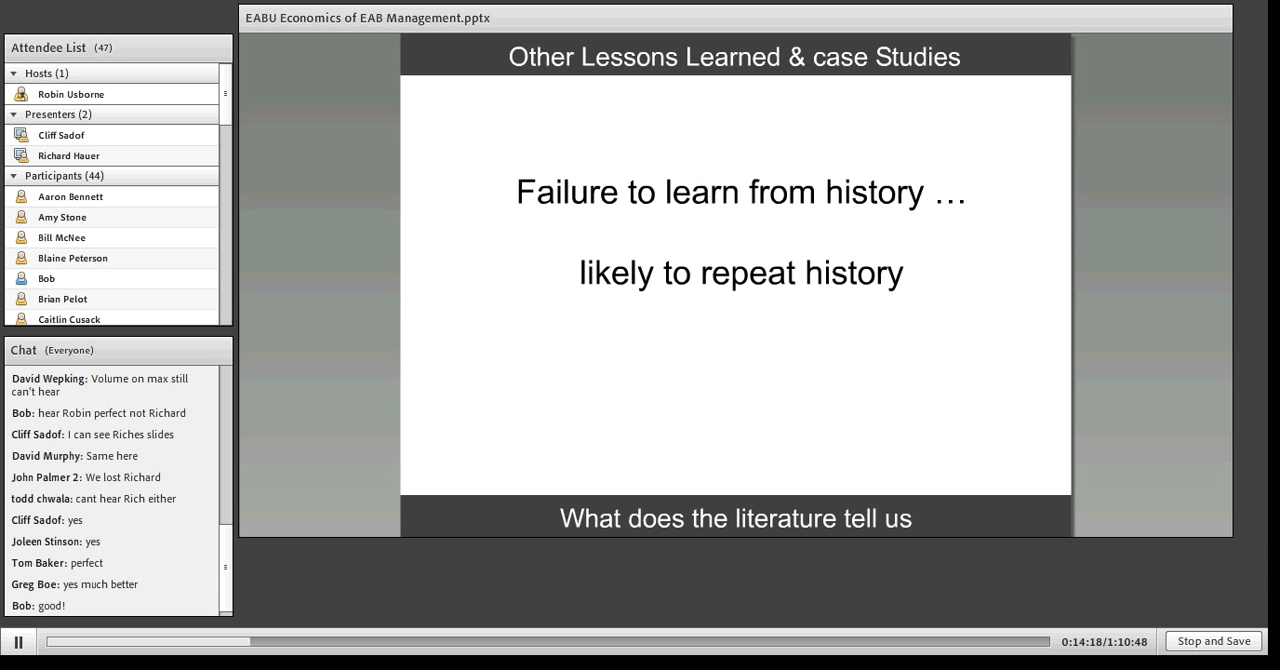 EABU Economics of EAB Management.pptx
Attendee List (47)
Hosts (1)
Robin Usborne
Presenters (2)
Cliff Sadof
Richard Hauer
Participants (44)
Aaron Bennett
Amy Stone
Bill McNee
Blaine Peterson
Bob
Brian Pelot
Caitlin Cusack
Chat (Everyone)
David Wepking: Volume on max still
can't hear
Bob: hear Robin perfect not Richard
Cliff Sadof: I can see Riches slides
David Murphy: Same here
John Palmer 2: We lost Richard
todd chwala: cant hear Rich either
Cliff Sadof: yes
Joleen Stinson: yes
Tom Baker: perfect
Greg Boe: yes much better
Bob: good!
Other Lessons Learned & case Studies
Failure to learn from history …
likely to repeat history
What does the literature tell us
0:14:18/1:10:48
Stop and Save